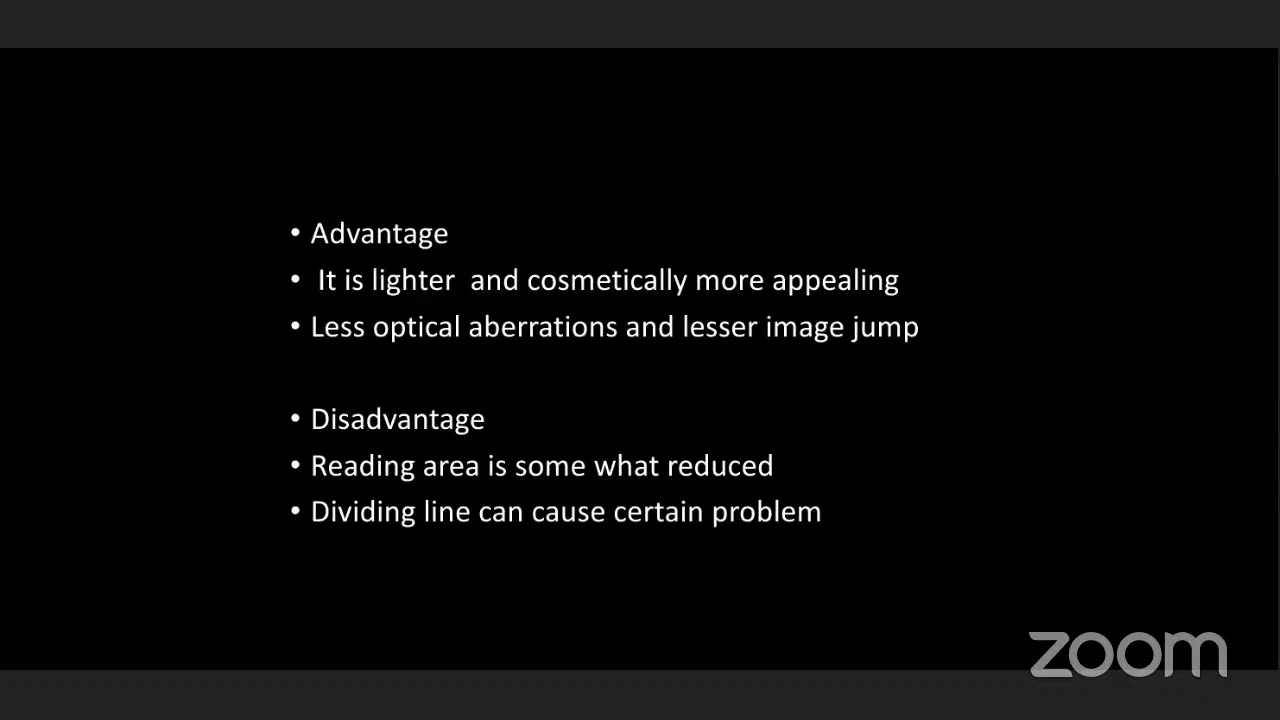 • Advantage
• It is lighter and cosmetically more appealing
• Less optical aberrations and lesser image jump
• Disadvantage
• Reading area is some what reduced
• Dividing line can cause certain problem
zoom